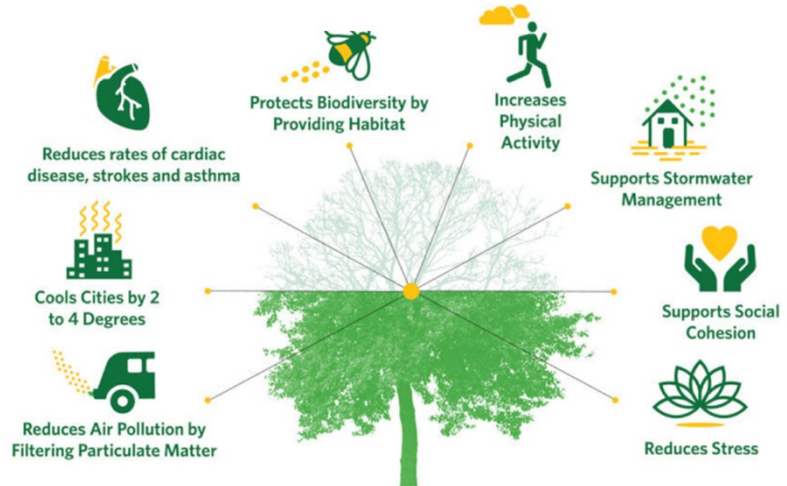 Protects Biodiversity by
Providing Habitat
Increases
Physical
Activity
Reduces rates of cardiac
disease, strokes and asthma
Supports Stormwater
Management
Cools Cities by 2
to 4 Degrees
Supports Social
Cohesion
Reduces Air Pollution by
Filtering Particulate Matter
Reduces Stress